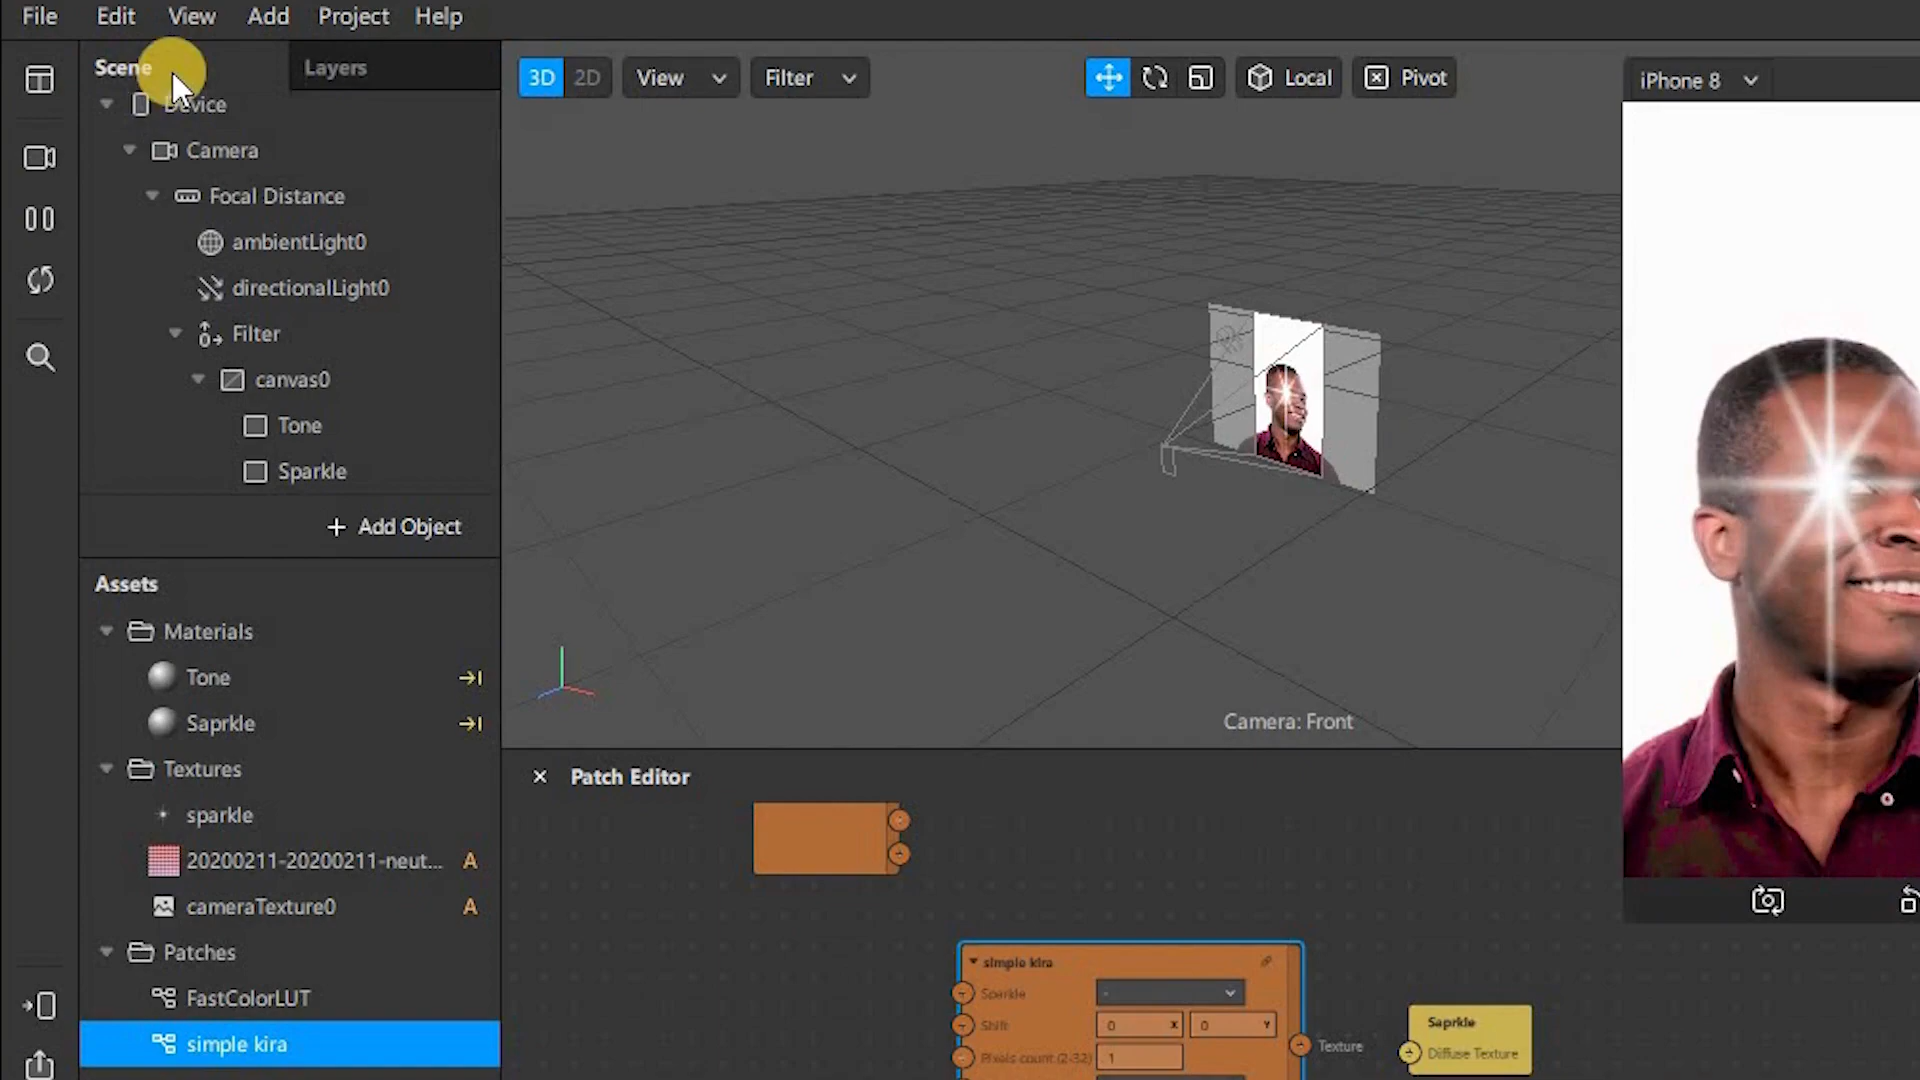 File Edit View Add Project Help
Scene Layers
3D 2D View Filter Local Pivot iPhone 8
Device
Camera
Focal Distance
ambientLight0
directionalLight0
Filter
canvas0
Tone
Sparkle
+ Add Object
Assets
Materials
Tone
Saprkle
Textures
sparkle
20200211-20200211-neut... A
cameraTexture0 A
Patches
FastColorLUT
simple kira
Camera: Front
Patch Editor
simple kira
Sparkle -
Shift 0 X 0 Y
Pixels count (2-32) 1
Texture
Saprkle
Diffuse Texture